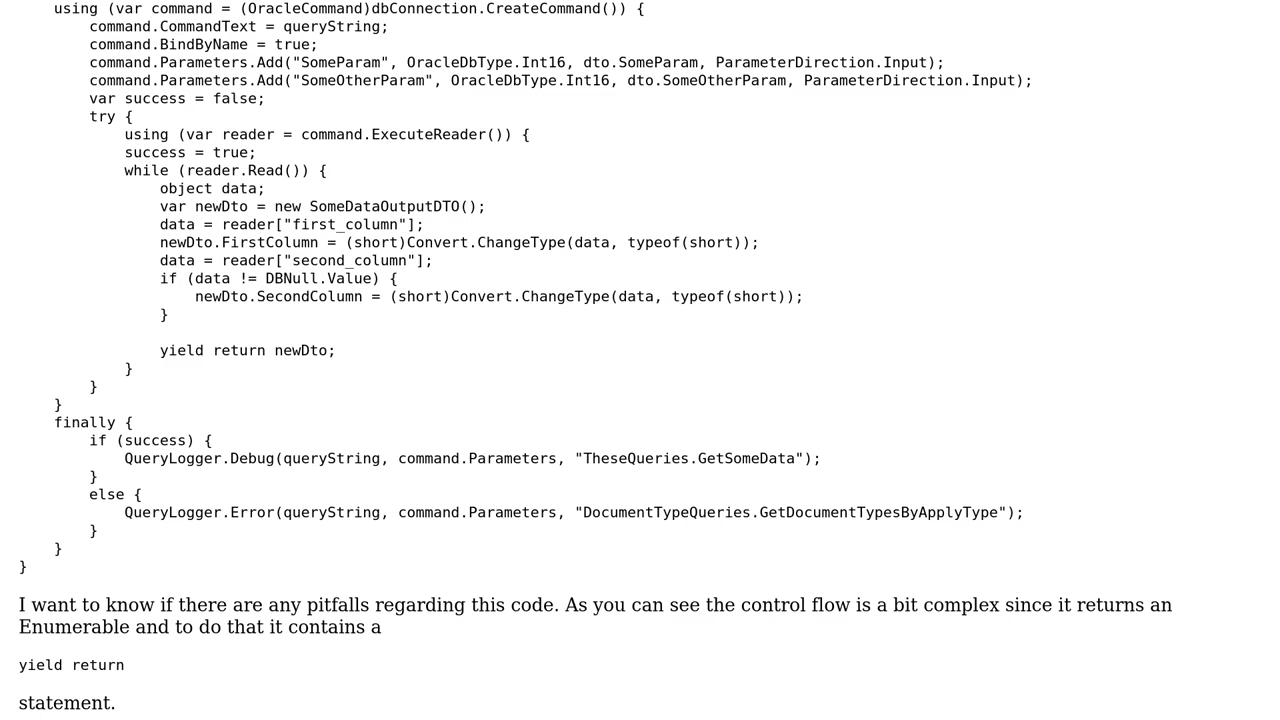 using (var command = (OracleCommand)dbConnection.CreateCommand()) {
command.CommandText = queryString;
command.BindByName = true;
command.Parameters.Add("SomeParam", OracleDbType.Int16, dto.SomeParam, ParameterDirection.Input);
command.Parameters.Add("SomeOtherParam", OracleDbType.Int16, dto.SomeOtherParam, ParameterDirection.Input);
var success = false;
try {
using (var reader = command.ExecuteReader()) {
success = true;
while (reader.Read()) {
object data;
var newDto = new SomeDataOutputDTO();
data = reader["first_column"];
newDto.FirstColumn = (short)Convert.ChangeType(data, typeof(short));
data = reader["second_column"];
if (data != DBNull.Value) {
newDto.SecondColumn = (short)Convert.ChangeType(data, typeof(short));
}
yield return newDto;
}
}
}
finally {
if (success) {
QueryLogger.Debug(queryString, command.Parameters, "TheseQueries.GetSomeData");
}
else {
QueryLogger.Error(queryString, command.Parameters, "DocumentTypeQueries.GetDocumentTypesByApplyType");
}
}
}
I want to know if there are any pitfalls regarding this code. As you can see the control flow is a bit complex since it returns an
Enumerable and to do that it contains a
yield return
statement.